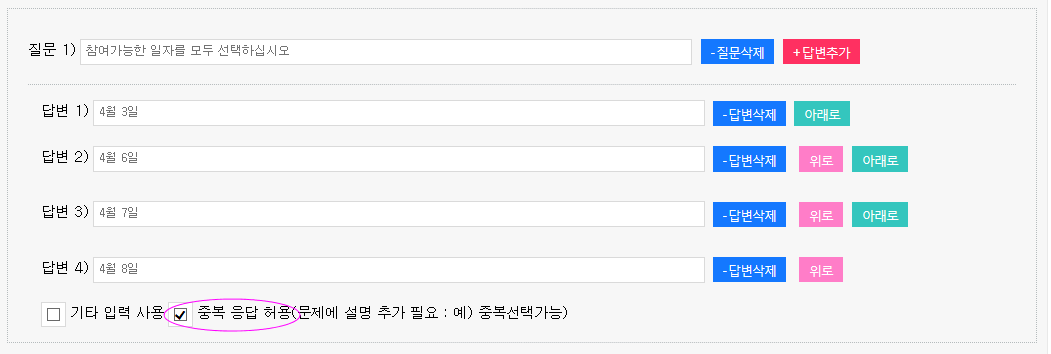 질문 1) 참여가능한 일자를 모두 선택하십시오 -질문삭제 +답변추가
답변 1) 4월 3일 -답변삭제 아래로
답변 2) 4월 6일 -답변삭제 위로 아래로
답변 3) 4월 7일 -답변삭제 위로 아래로
답변 4) 4월 8일 -답변삭제 위로
기타 입력 사용 중복 응답 허용(문제에 설명 추가 필요 : 예) 중복선택가능)